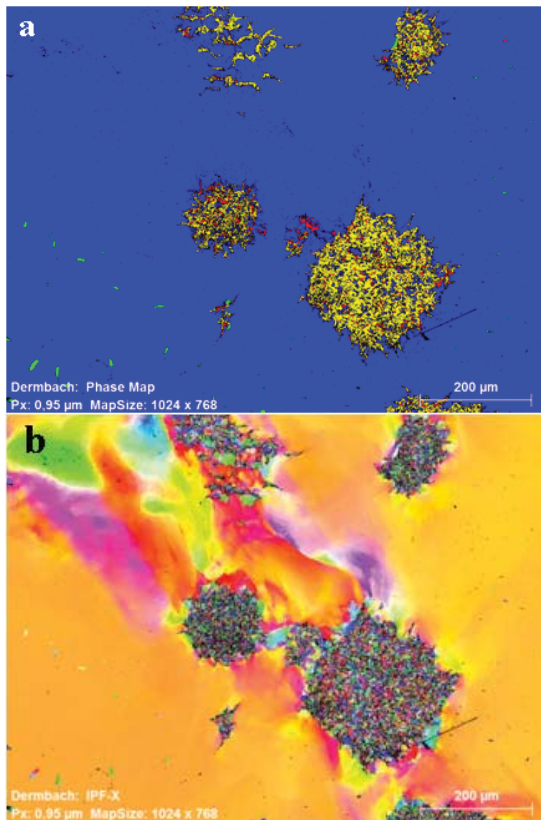 a
Dermbach: Phase Map
Px: 0,95 µm MapSize: 1024 x 768
200 µm
b
Dermbach: IPF-X
Px: 0,95 µm MapSize: 1024 x 768
200 µm